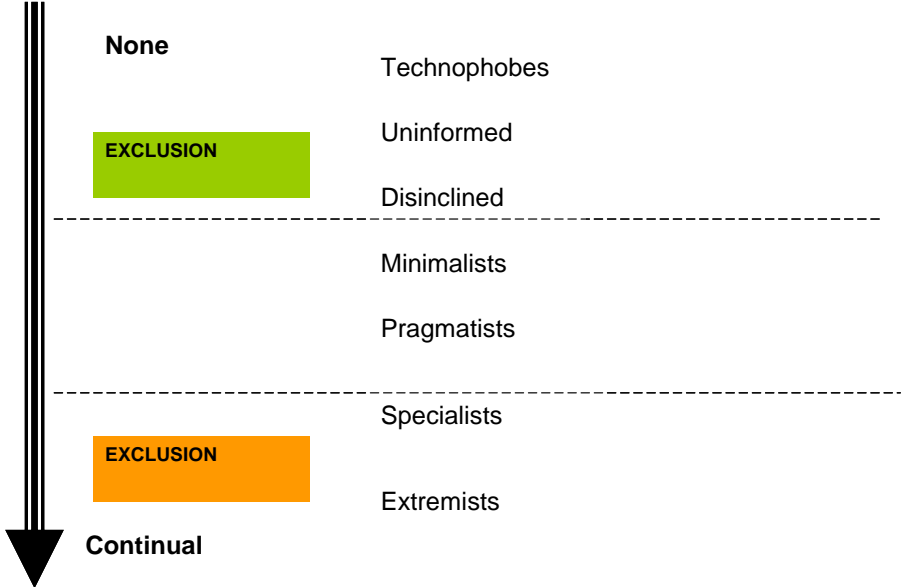 None
Technophobes
Uninformed
EXCLUSION
Disinclined
Minimalists
Pragmatists
Specialists
EXCLUSION
Extremists
Continual